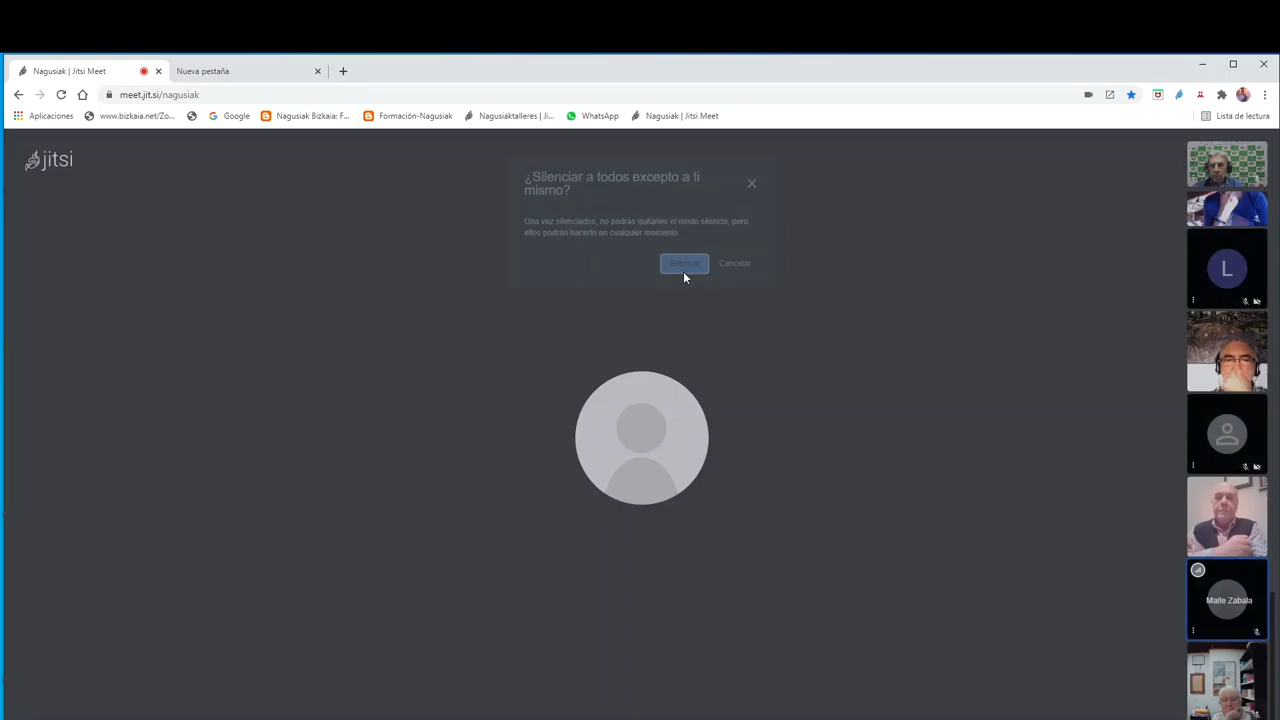 Nagusiak | Jitsi Meet
Nueva pestaña
meet.jit.si/nagusiak
Aplicaciones
www.bizkaia.net/Zo...
Google
Nagusiak Bizkaia: F...
Formación-Nagusiak
Nagusiaktalleres | Ji...
WhatsApp
Nagusiak | Jitsi Meet
Lista de lectura
jitsi
¿Silenciar a todos excepto a ti
mismo?
Una vez silenciados, no podrás quitarles el modo silencio, pero
ellos podrán hacerlo en cualquier momento.
Silenciar
Cancelar
L
Maite Zabala